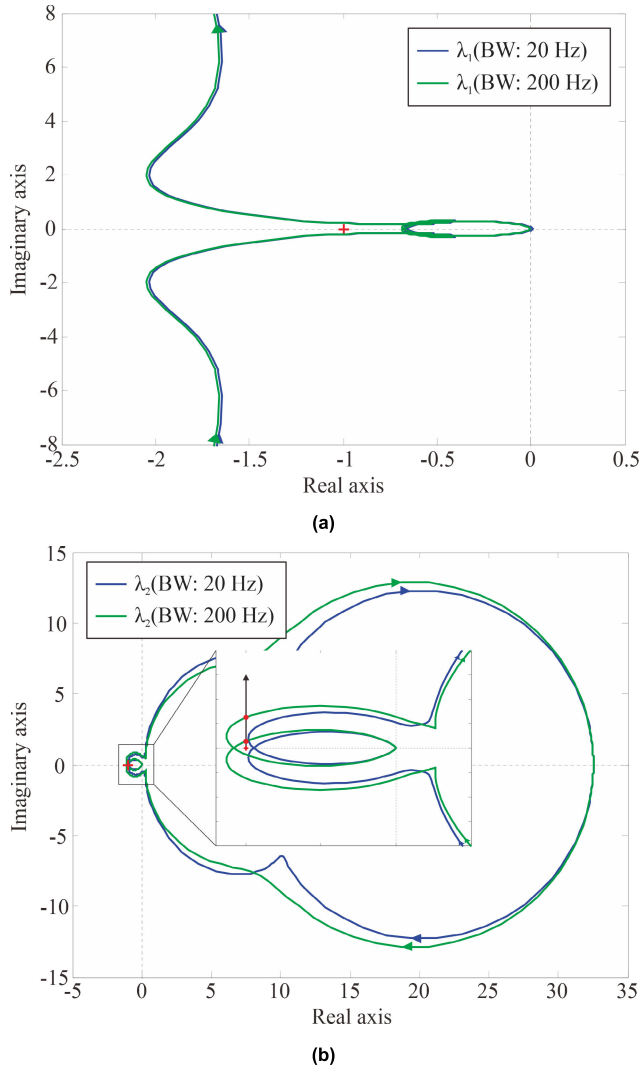 8
6
4
2
0
-2
-4
-6
-8
Imaginary axis
λ1(BW: 20 Hz)
λ1(BW: 200 Hz)
-2.5 -2 -1.5 -1 -0.5 0 0.5
Real axis
(a)
15
10
5
0
-5
-10
-15
Imaginary axis
λ2(BW: 20 Hz)
λ2(BW: 200 Hz)
-5 0 5 10 15 20 25 30 35
Real axis
(b)